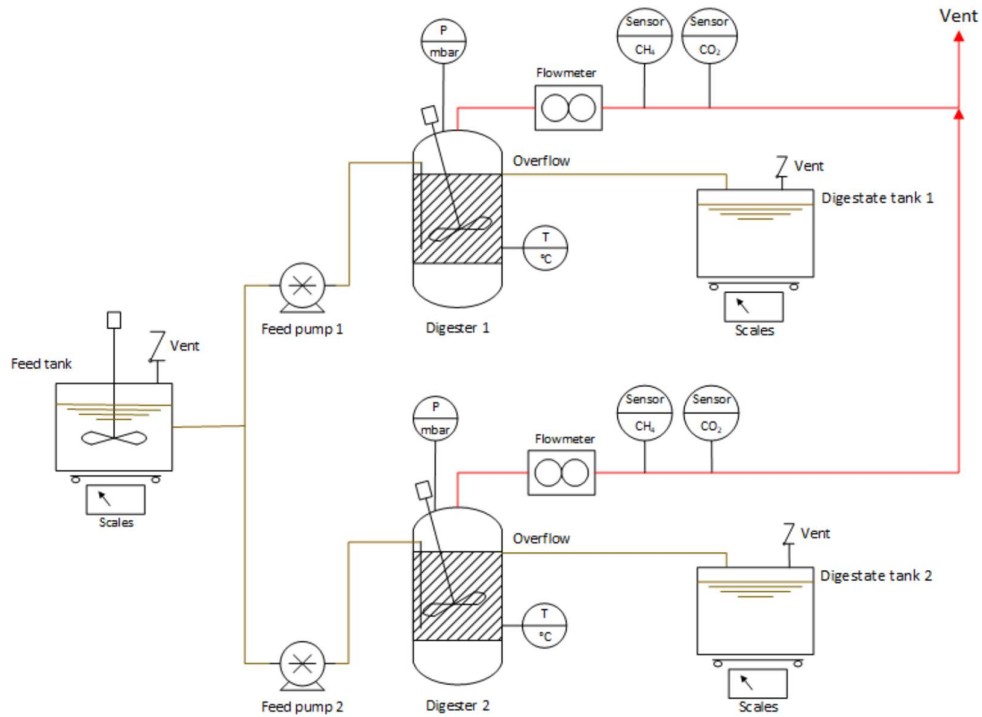 Vent
P
mbar
Sensor
CH₄
Sensor
CO₂
Flowmeter
Overflow
Vent
Digestate tank 1
T
°C
Scales
Feed pump 1
Digester 1
Vent
Feed tank
Scales
P
mbar
Sensor
CH₄
Sensor
CO₂
Flowmeter
Overflow
Vent
Digestate tank 2
T
°C
Scales
Feed pump 2
Digester 2